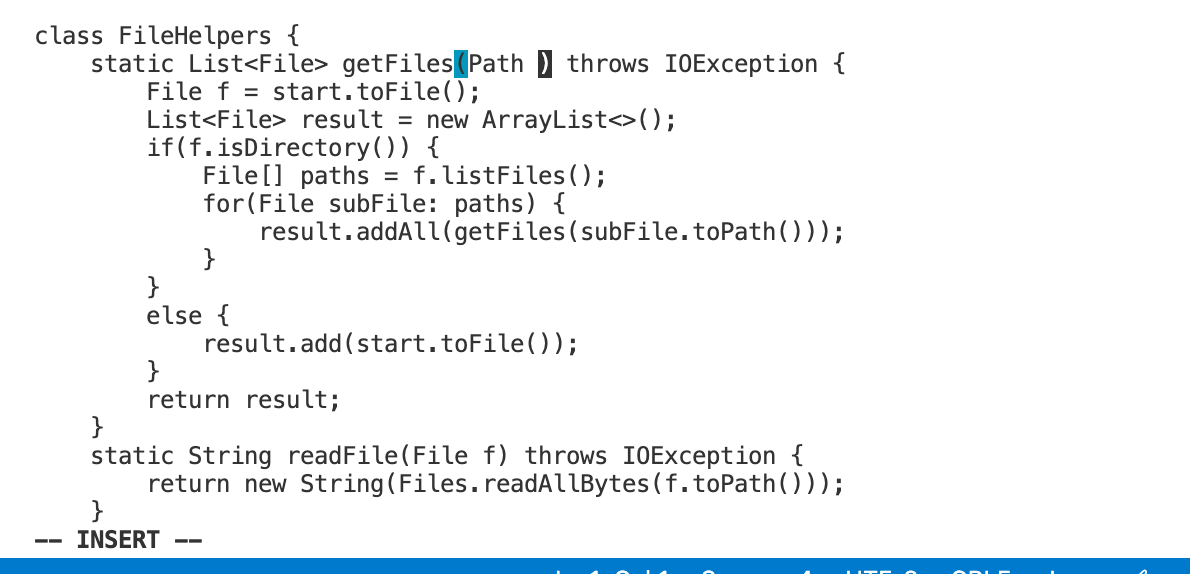 class FileHelpers {
    static List<File> getFiles(Path ) throws IOException {
        File f = start.toFile();
        List<File> result = new ArrayList<>();
        if(f.isDirectory()) {
            File[] paths = f.listFiles();
            for(File subFile: paths) {
                result.addAll(getFiles(subFile.toPath()));
            }
        }
        else {
            result.add(start.toFile());
        }
        return result;
    }
    static String readFile(File f) throws IOException {
        return new String(Files.readAllBytes(f.toPath()));
    }
-- INSERT --